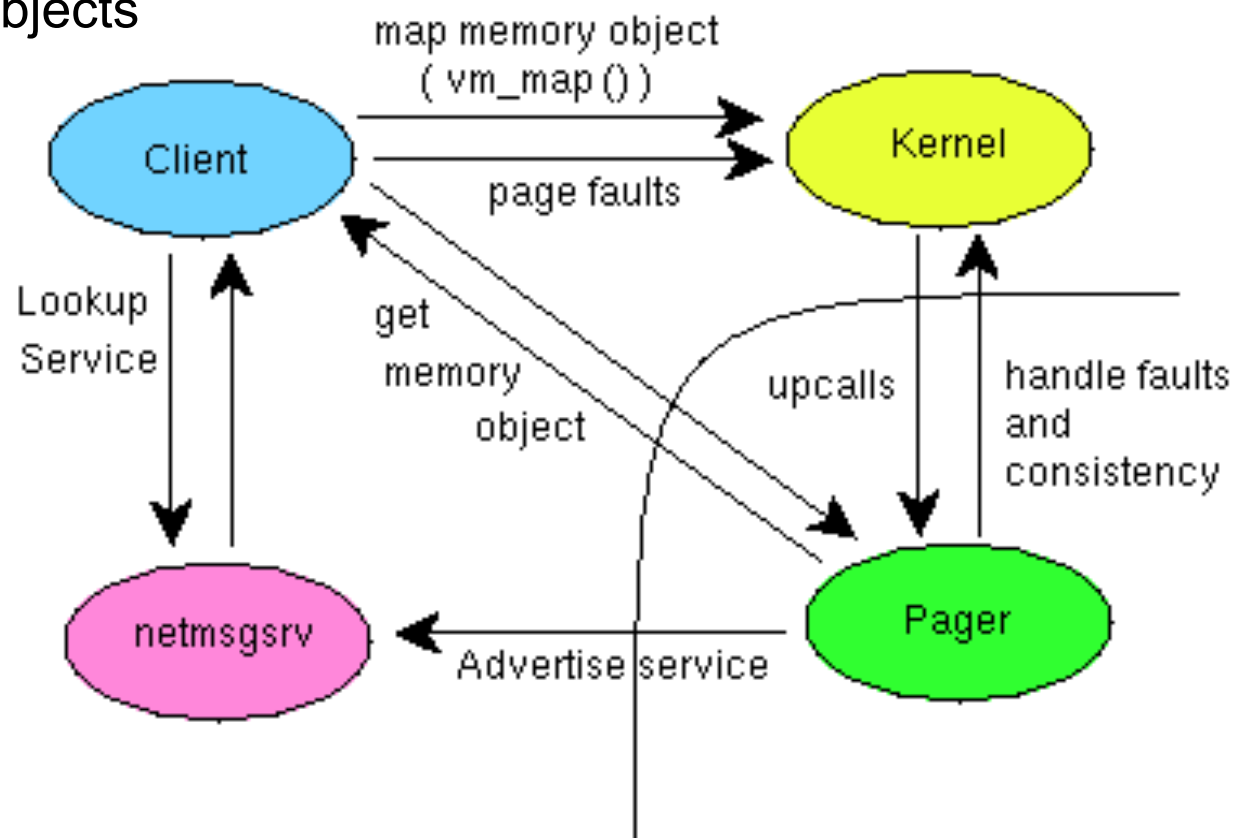 bjects
map memory object
( vm_map () )
Client
Kernel
page faults
Lookup
Service
get
memory
object
upcalls
handle faults
and
consistency
netmsgsrv
Pager
Advertise service